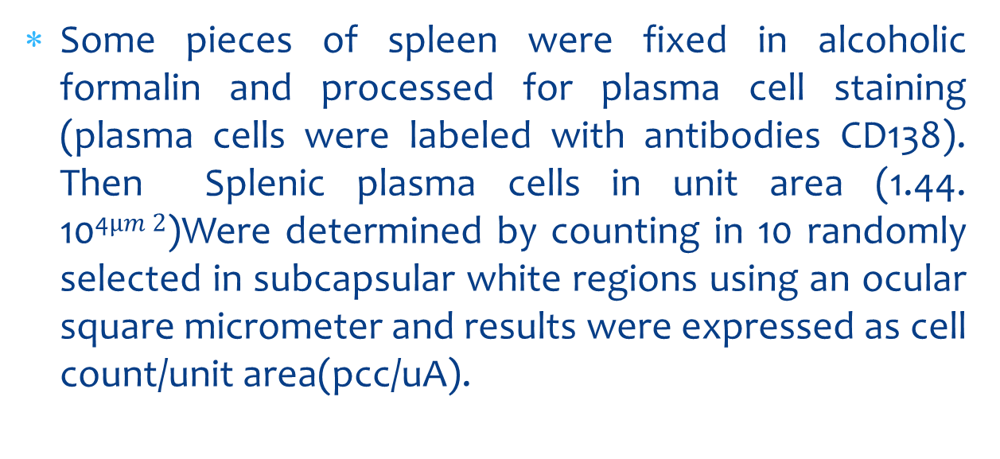 * Some pieces of spleen were fixed in alcoholic
formalin and processed for plasma cell staining
(plasma cells were labeled with antibodies CD138).
Then Splenic plasma cells in unit area (1.44.
10⁴µm ²)Were determined by counting in 10 randomly
selected in subcapsular white regions using an ocular
square micrometer and results were expressed as cell
count/unit area(pcc/uA).